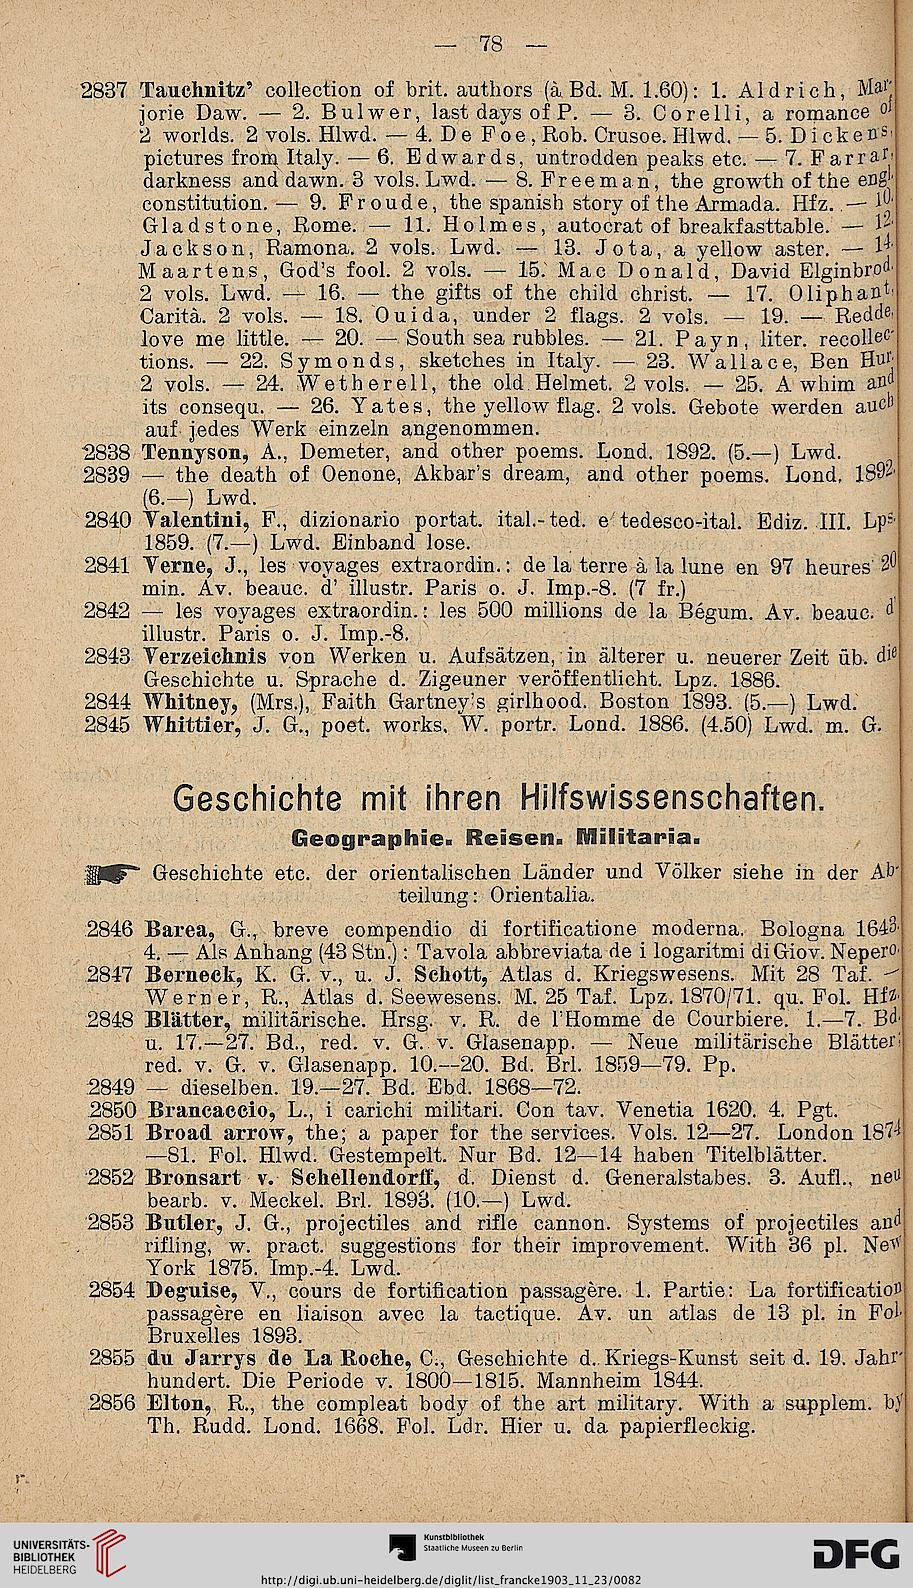 — 78 —
2837 Tauchnitz' collection of brit. authors (à Bd. M. 1.60): 1. Aldrich, Mar-
jorie Daw. — 2. Bulwer, last days of P. — 3. Corelli, a romance of
2 worlds. 2 vols. Hlwd. — 4. De Foe, Rob. Crusoe. Hlwd. — 5. Dickens,
pictures from Italy. — 6. Edwards, untrodden peaks etc. — 7. Farrar,
darkness and dawn. 3 vols. Lwd. — 8. Freeman, the growth of the engl.
constitution. — 9. Froude, the spanish story of the Armada. Hfz. — 10.
Gladstone, Rome. — 11. Holmes, autocrat of breakfasttable. — 12.
Jackson, Ramona. 2 vols. Lwd. — 13. Jota, a yellow aster. — 14.
Maartens, God's fool. 2 vols. — 15. Mac Donald, David Elginbrod.
2 vols. Lwd. — 16. — the gifts of the child christ. — 17. Oliphant,
Carità. 2 vols. — 18. Ouida, under 2 flags. 2 vols. — 19. — Redde,
love me little. — 20. — South sea rubbles. — 21. Payn, liter. recollec-
tions. — 22. Symonds, sketches in Italy. — 23. Wallace, Ben Hur.
2 vols. — 24. Wetherell, the old Helmet. 2 vols. — 25. A whim and
its consequ. — 26. Yates, the yellow flag. 2 vols. Gebote werden auch
auf jedes Werk einzeln angenommen.
2838 Tennyson, A., Demeter, and other poems. Lond. 1892. (5.—) Lwd.
2839 — the death of Oenone, Akbar's dream, and other poems. Lond. 1892.
(6.—) Lwd.
2840 Valentini, F., dizionario portat. ital.-ted. e tedesco-ital. Ediz. III. Lps.
1859. (7.—) Lwd. Einband lose.
2841 Verne, J., les voyages extraordin.: de la terre à la lune en 97 heures 20
min. Av. beauc. d' illustr. Paris o. J. Imp.-8. (7 fr.)
2842 — les voyages extraordin.: les 500 millions de la Bégum. Av. beauc. d'
illustr. Paris o. J. Imp.-8.
2843 Verzeichnis von Werken u. Aufsätzen, in älterer u. neuerer Zeit üb. die
Geschichte u. Sprache d. Zigeuner veröffentlicht. Lpz. 1886.
2844 Whitney, (Mrs.), Faith Gartney's girlhood. Boston 1893. (5.—) Lwd.
2845 Whittier, J. G., poet. works. W. portr. Lond. 1886. (4.50) Lwd. m. G.
Geschichte mit ihren Hilfswissenschaften.
Geographie. Reisen. Militaria.
Geschichte etc. der orientalischen Länder und Völker siehe in der Ab-
teilung: Orientalia.
2846 Barea, G., breve compendio di fortificatione moderna. Bologna 1643.
4. — Als Anhang (43 Stn.): Tavola abbreviata de i logaritmi di Giov. Nepero.
2847 Berneck, K. G. v., u. J. Schott, Atlas d. Kriegswesens. Mit 28 Taf. —
Werner, R., Atlas d. Seewesens. M. 25 Taf. Lpz. 1870/71. qu. Fol. Hfz.
2848 Blätter, militärische. Hrsg. v. R. de l'Homme de Courbiere. 1.—7. Bd.
u. 17.—27. Bd., red. v. G. v. Glasenapp. — Neue militärische Blätter;
red. v. G. v. Glasenapp. 10.—20. Bd. Brl. 1859—79. Pp.
2849 — dieselben. 19.—27. Bd. Ebd. 1868—72.
2850 Brancaccio, L., i carichi militari. Con tav. Venetia 1620. 4. Pgt.
2851 Broad arrow, the; a paper for the services. Vols. 12—27. London 1874
—81. Fol. Hlwd. Gestempelt. Nur Bd. 12—14 haben Titelblätter.
2852 Bronsart v. Schellendorff, d. Dienst d. Generalstabes. 3. Aufl., neu
bearb. v. Meckel. Brl. 1893. (10.—) Lwd.
2853 Butler, J. G., projectiles and rifle cannon. Systems of projectiles and
rifling, w. pract. suggestions for their improvement. With 36 pl. New
York 1875. Imp.-4. Lwd.
2854 Deguise, V., cours de fortification passagère. 1. Partie: La fortification
passagère en liaison avec la tactique. Av. un atlas de 13 pl. in Fol.
Bruxelles 1893.
2855 du Jarrys de La Roche, C., Geschichte d. Kriegs-Kunst seit d. 19. Jahr-
hundert. Die Periode v. 1800—1815. Mannheim 1844.
2856 Elton, R., the compleat body of the art military. With a supplem. by
Th. Rudd. Lond. 1668. Fol. Ldr. Hier u. da papierfleckig.
UNIVERSITÄTS-
BIBLIOTHEK
HEIDELBERG
Kunstbibliothek
Staatliche Museen zu Berlin
DFG
http://digi.ub.uni-heidelberg.de/diglit/list_francke1903_11_23/0082